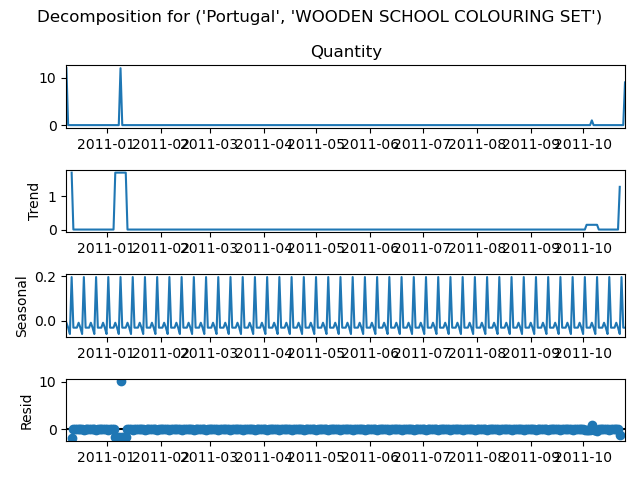 Decomposition for ('Portugal', 'WOODEN SCHOOL COLOURING SET')
Quantity
10
0
2011-01 2011-02 2011-03 2011-04 2011-05 2011-06 2011-07 2011-08 2011-09 2011-10
Trend
1
0
2011-01 2011-02 2011-03 2011-04 2011-05 2011-06 2011-07 2011-08 2011-09 2011-10
Seasonal
0.2
0.0
2011-01 2011-02 2011-03 2011-04 2011-05 2011-06 2011-07 2011-08 2011-09 2011-10
Resid
10
0
2011-01 2011-02 2011-03 2011-04 2011-05 2011-06 2011-07 2011-08 2011-09 2011-10